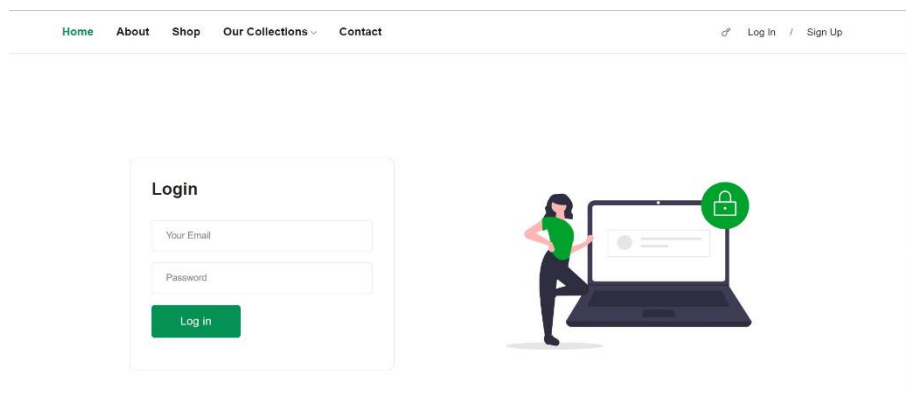 Home About Shop Our Collections Contact Log In / Sign Up
Login
Your Email
Password
Log in